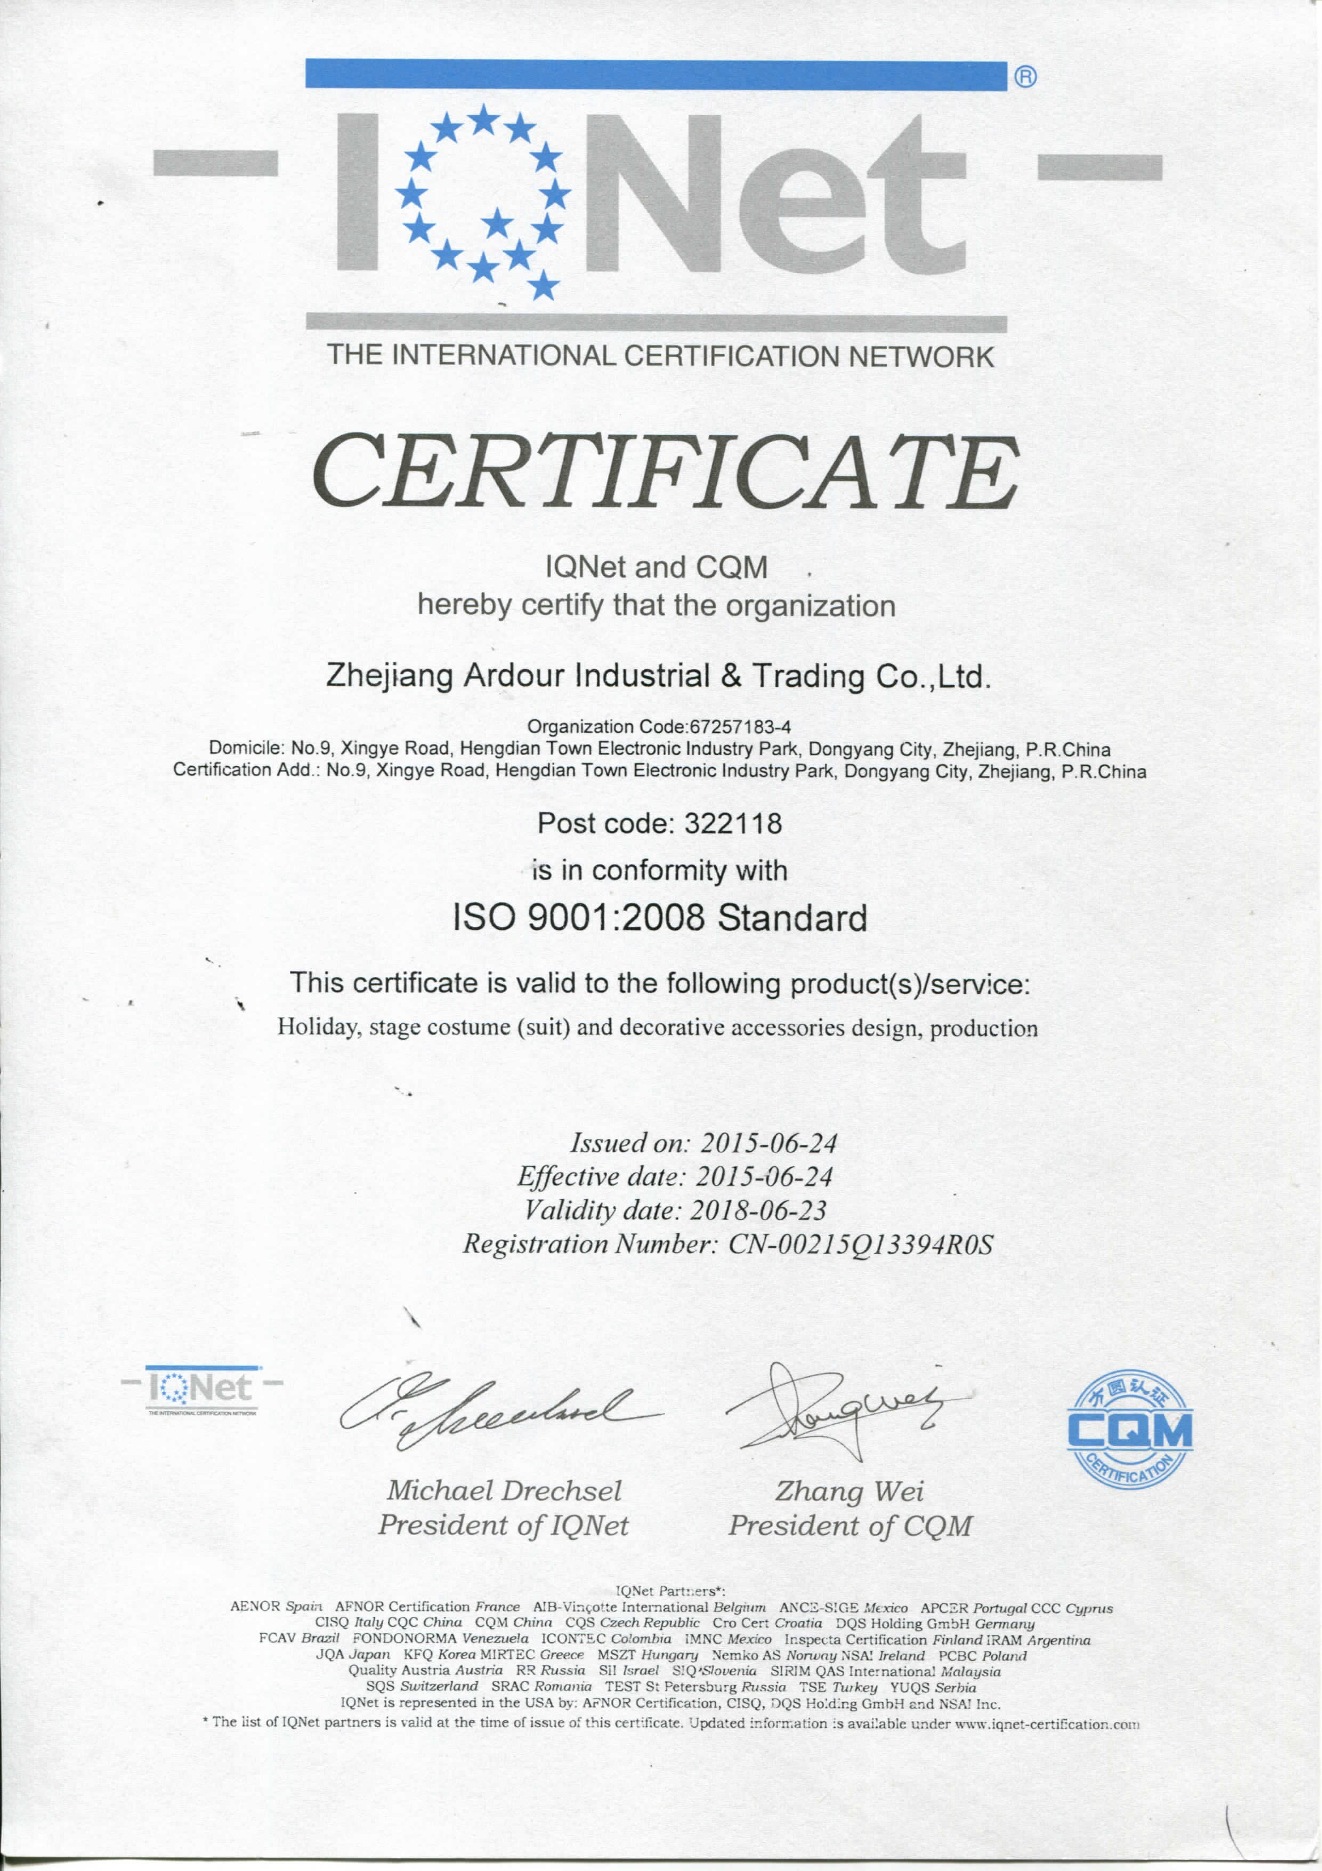 IQNet ®
THE INTERNATIONAL CERTIFICATION NETWORK
CERTIFICATE
IQNet and CQM
hereby certify that the organization
Zhejiang Ardour Industrial & Trading Co.,Ltd.
Organization Code:67257183-4
Domicile: No.9, Xingye Road, Hengdian Town Electronic Industry Park, Dongyang City, Zhejiang, P.R.China
Certification Add.: No.9, Xingye Road, Hengdian Town Electronic Industry Park, Dongyang City, Zhejiang, P.R.China
Post code: 322118
is in conformity with
ISO 9001:2008 Standard
This certificate is valid to the following product(s)/service:
Holiday, stage costume (suit) and decorative accessories design, production
Issued on: 2015-06-24
Effective date: 2015-06-24
Validity date: 2018-06-23
Registration Number: CN-00215Q13394R0S
IQNet
THE INTERNATIONAL CERTIFICATION NETWORK
方圆认证
CQM
CERTIFICATION
Michael Drechsel
President of IQNet
Zhang Wei
President of CQM
IQNet Partners*:
AENOR Spain AFNOR Certification France AIB-Vinçotte International Belgium ANCE-SIGE Mexico APCER Portugal CCC Cyprus
CISQ Italy CQC China CQM China CQS Czech Republic Cro Cert Croatia DQS Holding GmbH Germany
FCAV Brazil FONDONORMA Venezuela ICONTEC Colombia IMNC Mexico Inspecta Certification Finland IRAM Argentina
JQA Japan KFQ Korea MIRTEC Greece MSZT Hungary Nemko AS Norway NSAI Ireland PCBC Poland
Quality Austria Austria RR Russia SII Israel SIQ Slovenia SIRIM QAS International Malaysia
SQS Switzerland SRAC Romania TEST St Petersburg Russia TSE Turkey YUQS Serbia
IQNet is represented in the USA by: AFNOR Certification, CISQ, DQS Holding GmbH and NSAI Inc.
* The list of IQNet partners is valid at the time of issue of this certificate. Updated information is available under www.iqnet-certification.com